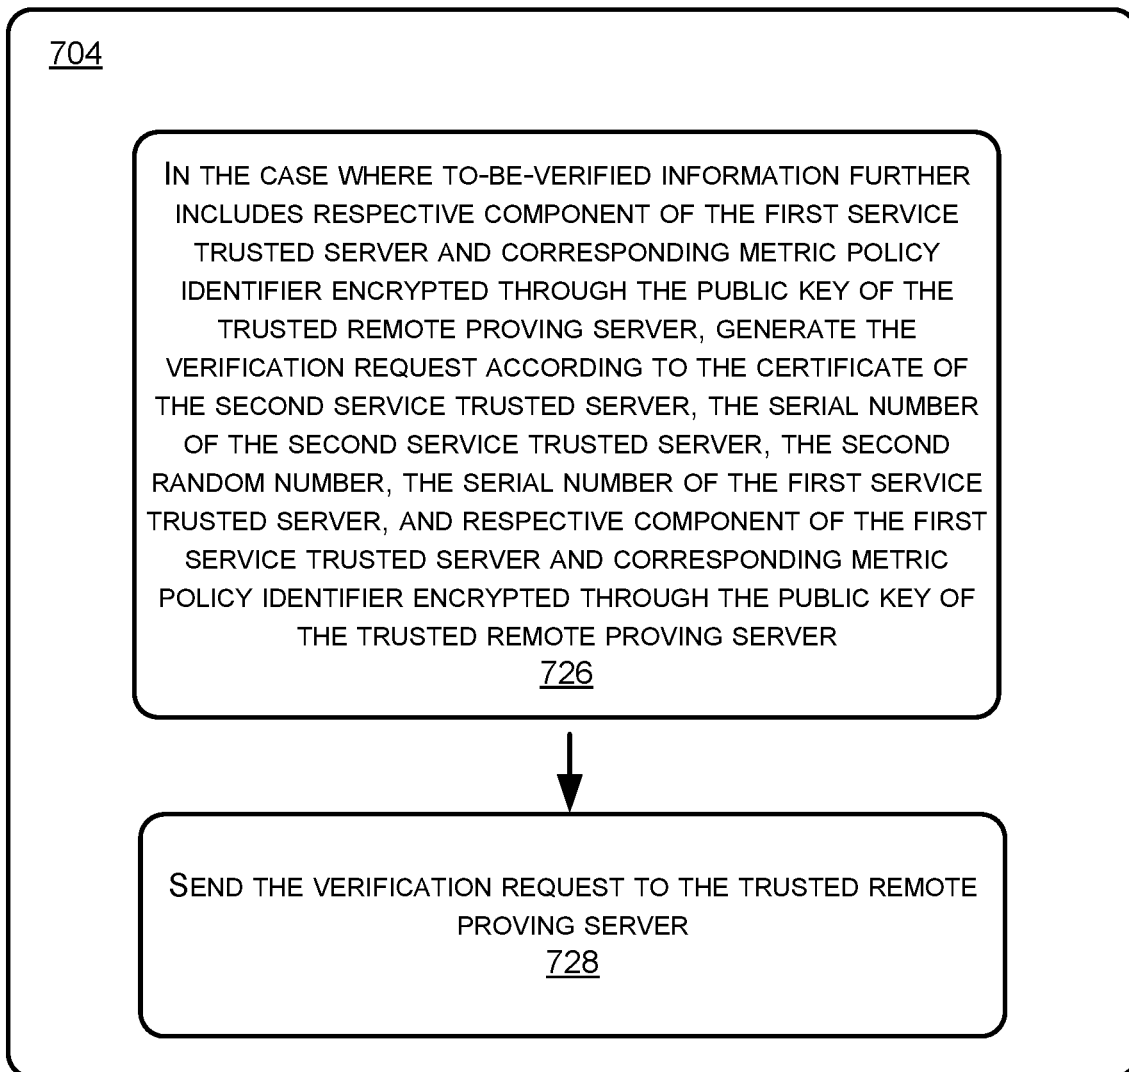 704
IN THE CASE WHERE TO-BE-VERIFIED INFORMATION FURTHER
INCLUDES RESPECTIVE COMPONENT OF THE FIRST SERVICE
TRUSTED SERVER AND CORRESPONDING METRIC POLICY
IDENTIFIER ENCRYPTED THROUGH THE PUBLIC KEY OF THE
TRUSTED REMOTE PROVING SERVER, GENERATE THE
VERIFICATION REQUEST ACCORDING TO THE CERTIFICATE OF
THE SECOND SERVICE TRUSTED SERVER, THE SERIAL NUMBER
OF THE SECOND SERVICE TRUSTED SERVER, THE SECOND
RANDOM NUMBER, THE SERIAL NUMBER OF THE FIRST SERVICE
TRUSTED SERVER, AND RESPECTIVE COMPONENT OF THE FIRST
SERVICE TRUSTED SERVER AND CORRESPONDING METRIC
POLICY IDENTIFIER ENCRYPTED THROUGH THE PUBLIC KEY OF
THE TRUSTED REMOTE PROVING SERVER
726
SEND THE VERIFICATION REQUEST TO THE TRUSTED REMOTE
PROVING SERVER
728